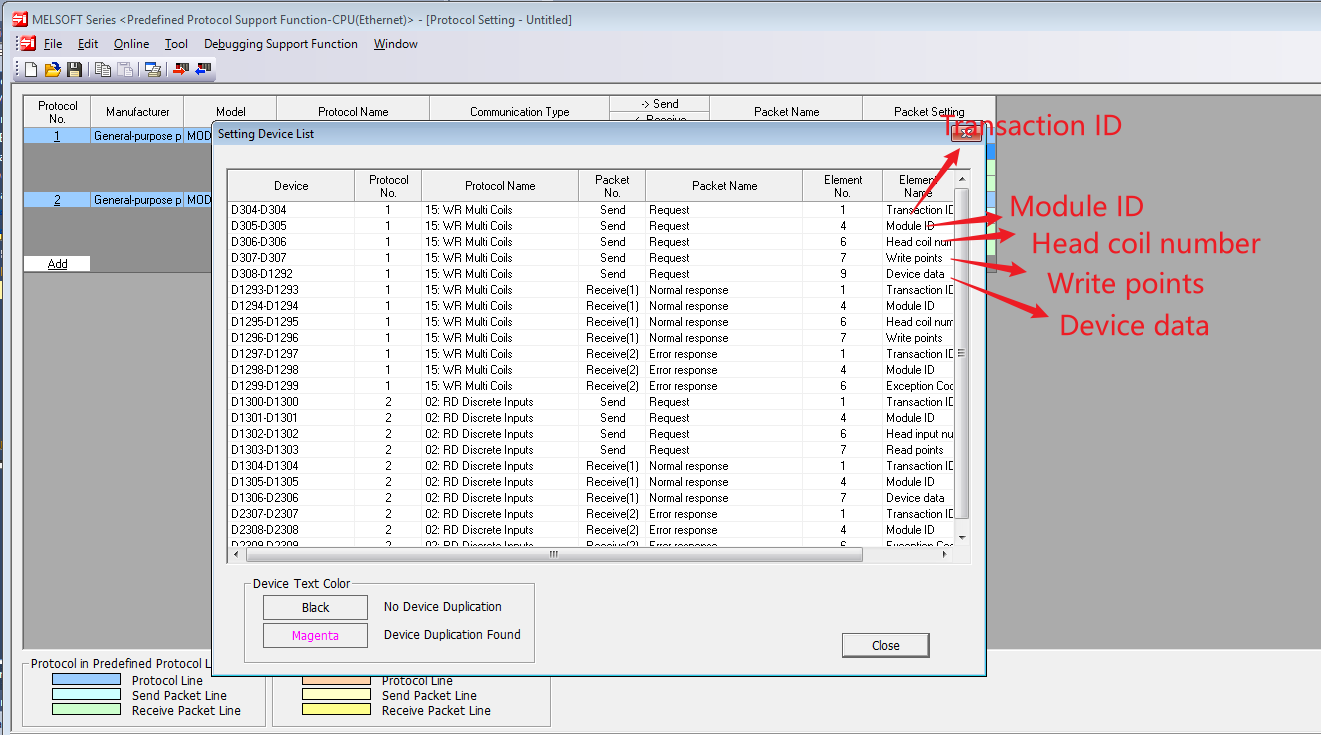 MELSOFT Series <Predefined Protocol Support Function-CPU(Ethernet)> - [Protocol Setting - Untitled]
File Edit Online Tool Debugging Support Function Window
Protocol No. Manufacturer Model Protocol Name Communication Type -> Send Packet Name Packet Setting
<- Receive
1 General-purpose p MOD
2 General-purpose p MOD
Add
Setting Device List
Device Protocol No. Protocol Name Packet No. Packet Name Element No. Element Name
D304-D304 1 15: WR Multi Coils Send Request 1 Transaction ID
D305-D305 1 15: WR Multi Coils Send Request 4 Module ID
D306-D306 1 15: WR Multi Coils Send Request 6 Head coil num
D307-D307 1 15: WR Multi Coils Send Request 7 Write points
D308-D1292 1 15: WR Multi Coils Send Request 9 Device data
D1293-D1293 1 15: WR Multi Coils Receive(1) Normal response 1 Transaction ID
D1294-D1294 1 15: WR Multi Coils Receive(1) Normal response 4 Module ID
D1295-D1295 1 15: WR Multi Coils Receive(1) Normal response 6 Head coil num
D1296-D1296 1 15: WR Multi Coils Receive(1) Normal response 7 Write points
D1297-D1297 1 15: WR Multi Coils Receive(2) Error response 1 Transaction ID
D1298-D1298 1 15: WR Multi Coils Receive(2) Error response 4 Module ID
D1299-D1299 1 15: WR Multi Coils Receive(2) Error response 6 Exception Coc
D1300-D1300 2 02: RD Discrete Inputs Send Request 1 Transaction ID
D1301-D1301 2 02: RD Discrete Inputs Send Request 4 Module ID
D1302-D1302 2 02: RD Discrete Inputs Send Request 6 Head input nu
D1303-D1303 2 02: RD Discrete Inputs Send Request 7 Read points
D1304-D1304 2 02: RD Discrete Inputs Receive(1) Normal response 1 Transaction ID
D1305-D1305 2 02: RD Discrete Inputs Receive(1) Normal response 4 Module ID
D1306-D2306 2 02: RD Discrete Inputs Receive(1) Normal response 7 Device data
D2307-D2307 2 02: RD Discrete Inputs Receive(2) Error response 1 Transaction ID
D2308-D2308 2 02: RD Discrete Inputs Receive(2) Error response 4 Module ID
D2309-D2309 2 02: RD Discrete Inputs Receive(2) Error response 6 Exception Coc
Transaction ID
Module ID
Head coil number
Write points
Device data
Device Text Color
Black No Device Duplication
Magenta Device Duplication Found
Close
Protocol in Predefined Protocol L
Protocol Line Protocol Line
Send Packet Line Send Packet Line
Receive Packet Line Receive Packet Line